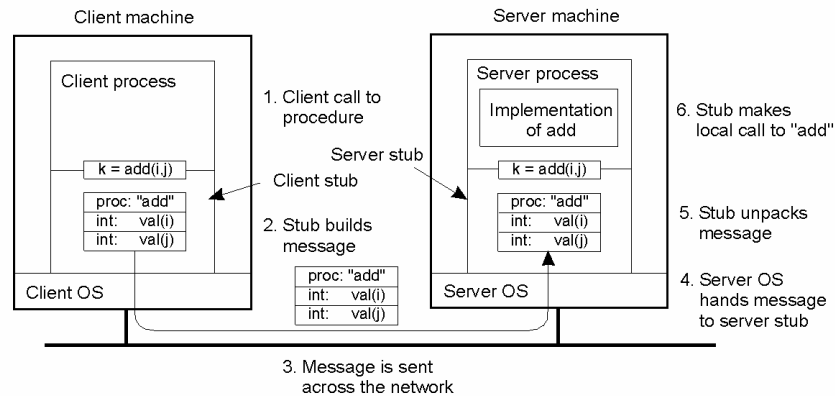 Client machine
Server machine
Client process
1. Client call to
procedure
Server process
Implementation
of add
6. Stub makes
local call to "add"
Server stub
k = add(i,j)
k = add(i,j)
Client stub
proc: "add"
int: val(i)
int: val(j)
2. Stub builds
message
proc: "add"
int: val(i)
int: val(j)
proc: "add"
int: val(i)
int: val(j)
5. Stub unpacks
message
Client OS
Server OS
4. Server OS
hands message
to server stub
3. Message is sent
across the network